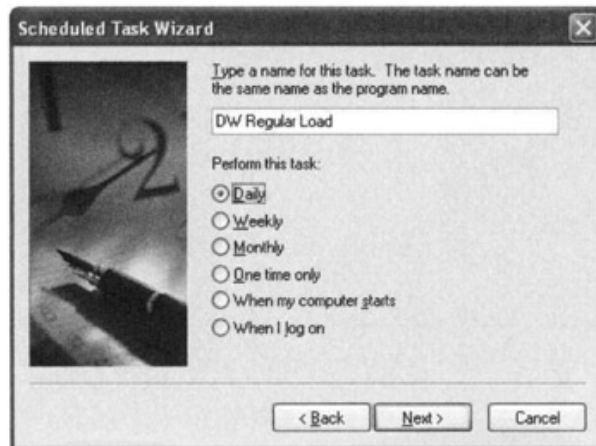 Scheduled Task Wizard
Type a name for this task. The task name can be
the same name as the program name.
DW Regular Load
Perform this task:
Daily
Weekly
Monthly
One time only
When my computer starts
When I log on
< Back
Next >
Cancel
2